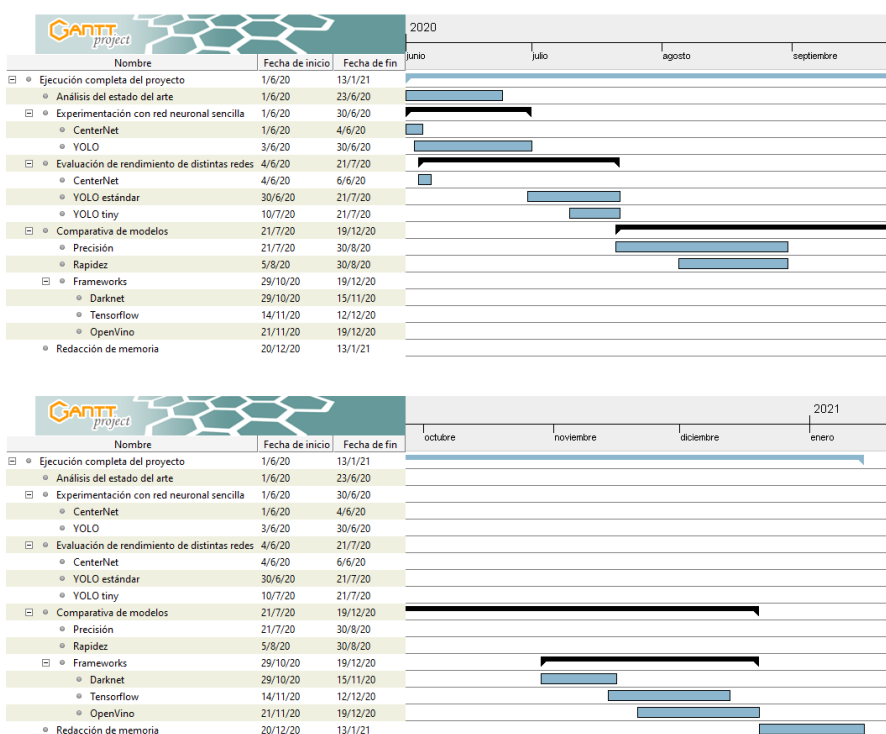 GANTT project 2020
junio julio agosto septiembre
Nombre Fecha de inicio Fecha de fin
Ejecución completa del proyecto 1/6/20 13/1/21
Análisis del estado del arte 1/6/20 23/6/20
Experimentación con red neuronal sencilla 1/6/20 30/6/20
CenterNet 1/6/20 4/6/20
YOLO 3/6/20 30/6/20
Evaluación de rendimiento de distintas redes 4/6/20 21/7/20
CenterNet 4/6/20 6/6/20
YOLO estándar 30/6/20 21/7/20
YOLO tiny 10/7/20 21/7/20
Comparativa de modelos 21/7/20 19/12/20
Precisión 21/7/20 30/8/20
Rapidez 5/8/20 30/8/20
Frameworks 29/10/20 19/12/20
Darknet 29/10/20 15/11/20
Tensorflow 14/11/20 12/12/20
OpenVino 21/11/20 19/12/20
Redacción de memoria 20/12/20 13/1/21
GANTT project 2021
octubre noviembre diciembre enero
Nombre Fecha de inicio Fecha de fin
Ejecución completa del proyecto 1/6/20 13/1/21
Análisis del estado del arte 1/6/20 23/6/20
Experimentación con red neuronal sencilla 1/6/20 30/6/20
CenterNet 1/6/20 4/6/20
YOLO 3/6/20 30/6/20
Evaluación de rendimiento de distintas redes 4/6/20 21/7/20
CenterNet 4/6/20 6/6/20
YOLO estándar 30/6/20 21/7/20
YOLO tiny 10/7/20 21/7/20
Comparativa de modelos 21/7/20 19/12/20
Precisión 21/7/20 30/8/20
Rapidez 5/8/20 30/8/20
Frameworks 29/10/20 19/12/20
Darknet 29/10/20 15/11/20
Tensorflow 14/11/20 12/12/20
OpenVino 21/11/20 19/12/20
Redacción de memoria 20/12/20 13/1/21